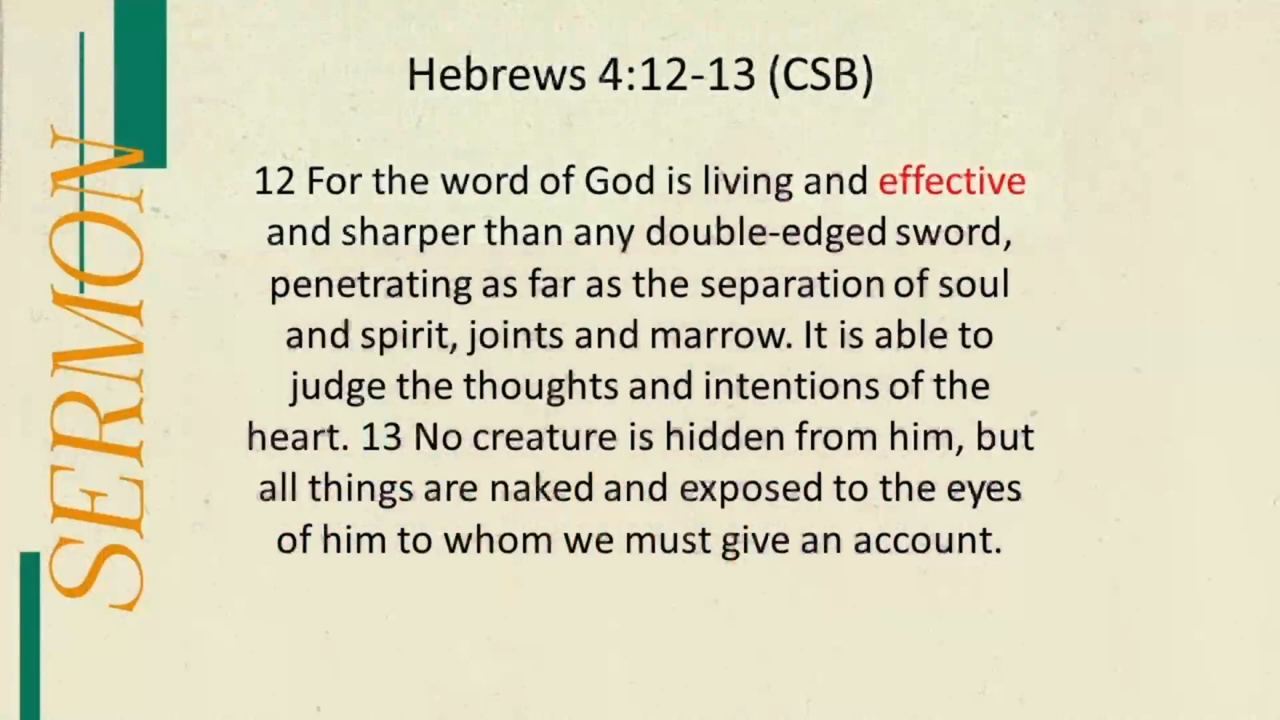 SERMON
Hebrews 4:12-13 (CSB)
12 For the word of God is living and effective
and sharper than any double-edged sword,
penetrating as far as the separation of soul
and spirit, joints and marrow. It is able to
judge the thoughts and intentions of the
heart. 13 No creature is hidden from him, but
all things are naked and exposed to the eyes
of him to whom we must give an account.